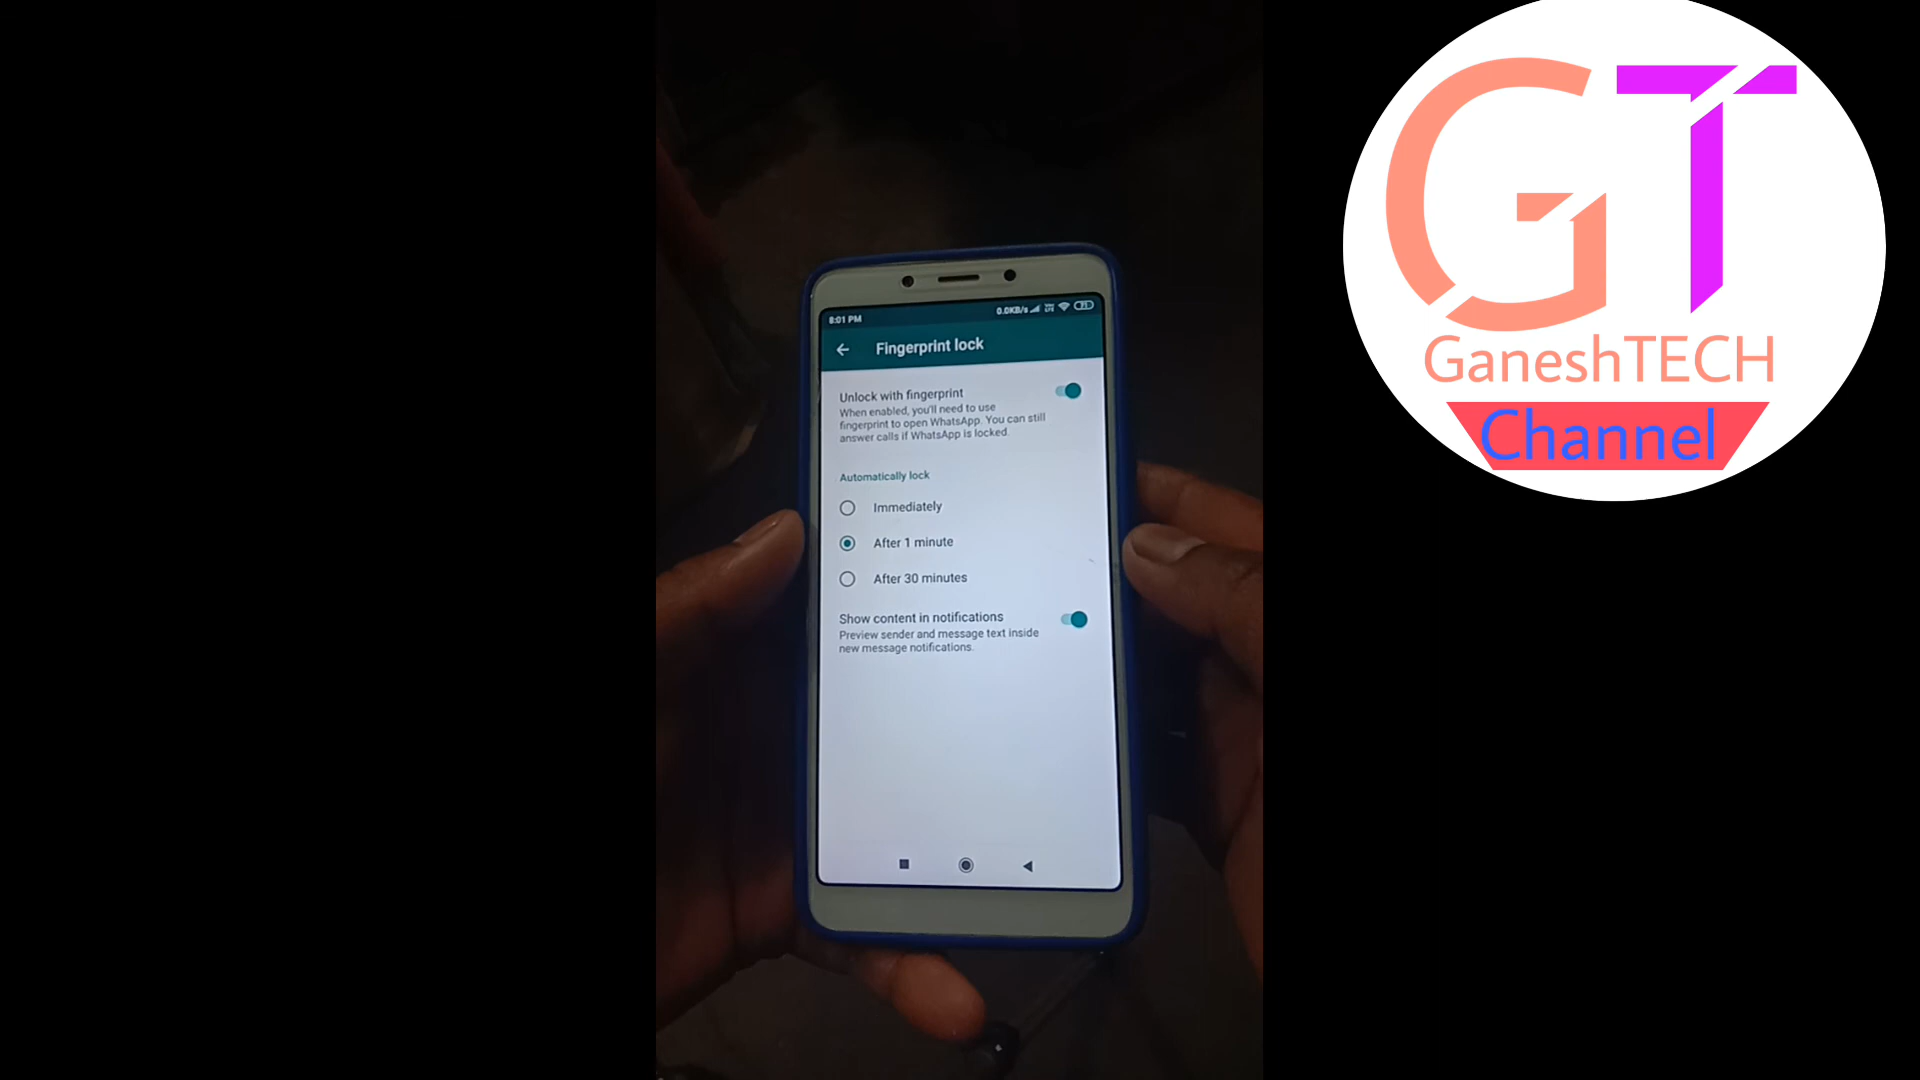 8:01 PM 0.0KB/s
Fingerprint lock
Unlock with fingerprint
When enabled, you'll need to use
fingerprint to open WhatsApp. You can still
answer calls if WhatsApp is locked.
Automatically lock
Immediately
After 1 minute
After 30 minutes
Show content in notifications
Preview sender and message text inside
new message notifications.
GT
GaneshTECH
Channel